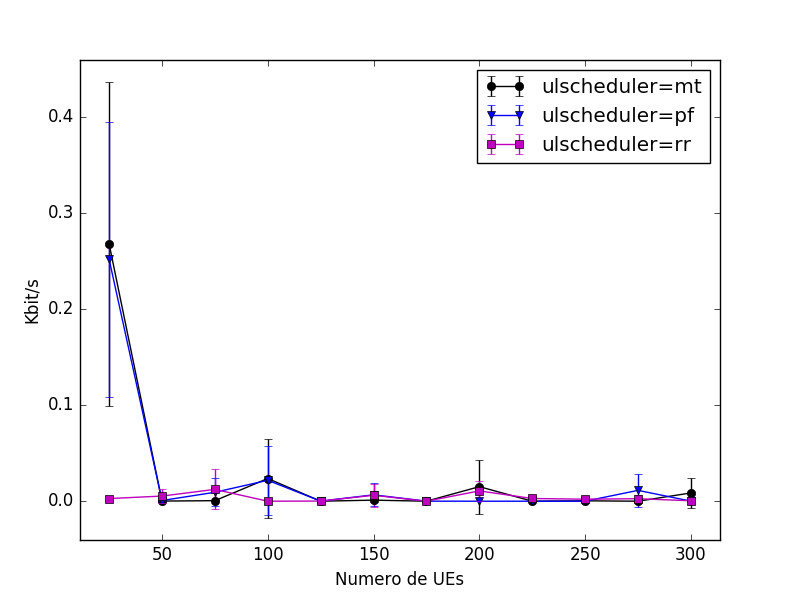 ulscheduler=mt
ulscheduler=pf
ulscheduler=rr
Kbit/s
0.4
0.3
0.2
0.1
0.0
50 100 150 200 250 300
Numero de UEs